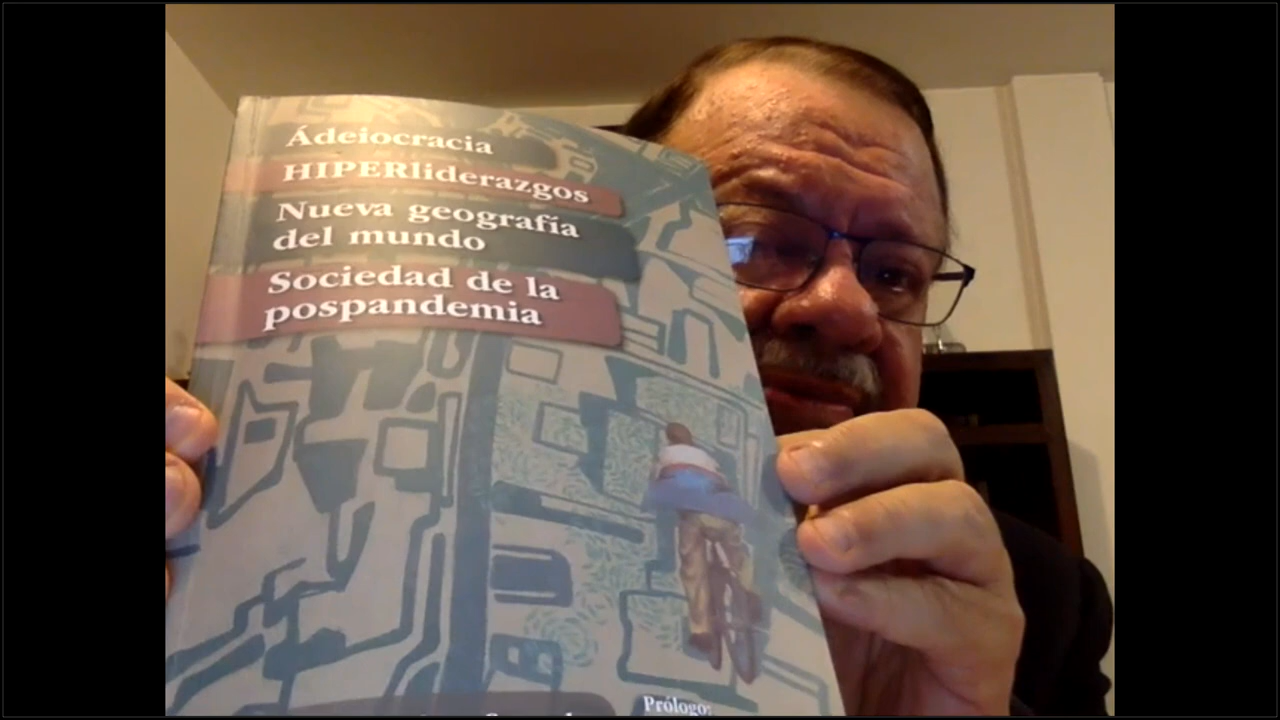 Ádeiocracia
HIPERliderazgos
Nueva geografía
del mundo
Sociedad de la
pospandemia
Prólogo: